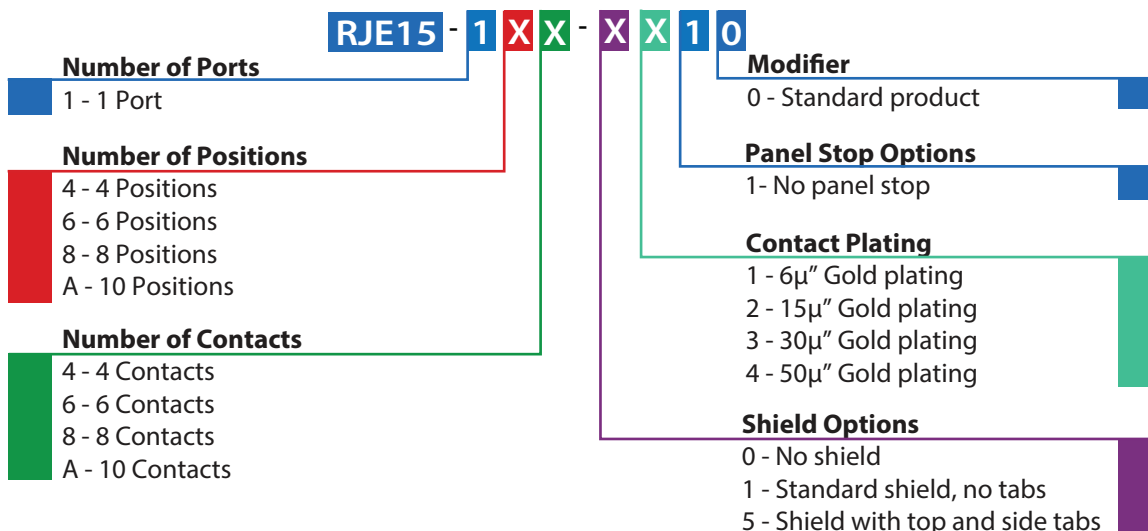 RJE15 - 1 X X - X X 1 0
Number of Ports
1 - 1 Port
Number of Positions
4 - 4 Positions
6 - 6 Positions
8 - 8 Positions
A - 10 Positions
Number of Contacts
4 - 4 Contacts
6 - 6 Contacts
8 - 8 Contacts
A - 10 Contacts
Modifier
0 - Standard product
Panel Stop Options
1- No panel stop
Contact Plating
1 - 6µ” Gold plating
2 - 15µ” Gold plating
3 - 30µ” Gold plating
4 - 50µ” Gold plating
Shield Options
0 - No shield
1 - Standard shield, no tabs
5 - Shield with top and side tabs